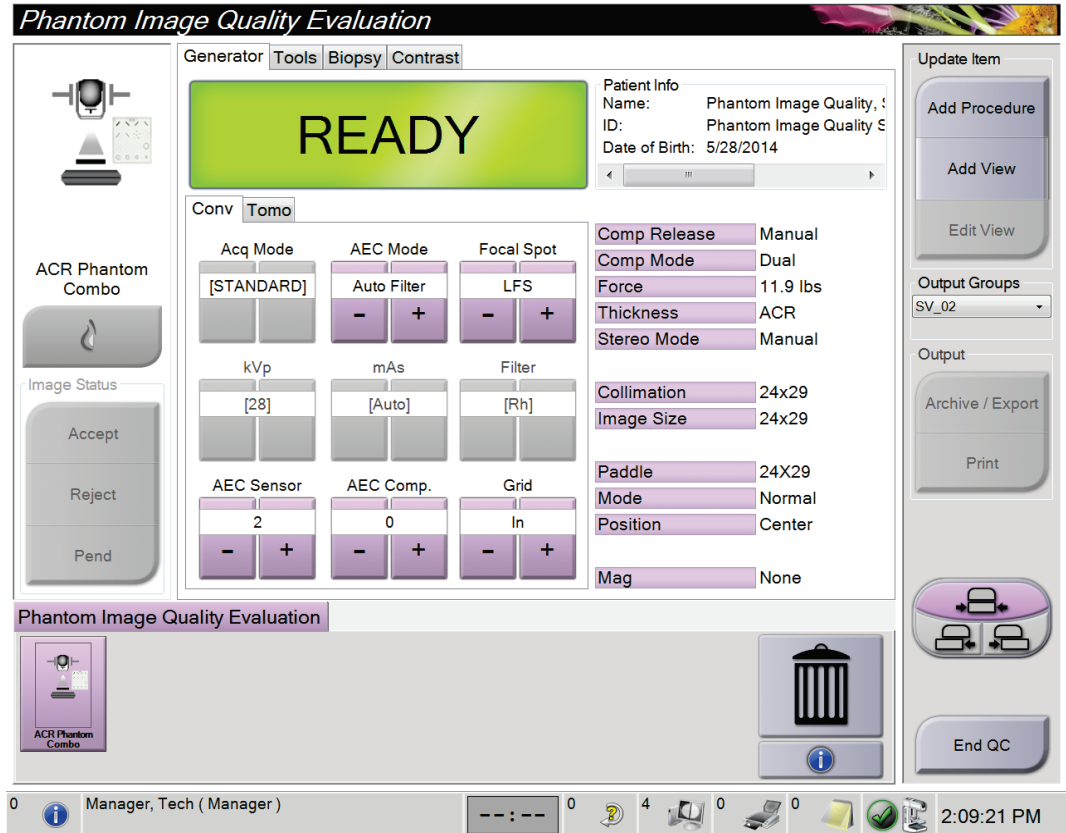 Phantom Image Quality Evaluation
Generator Tools Biopsy Contrast
READY
Patient Info
Name: Phantom Image Quality,
ID: Phantom Image Quality S
Date of Birth: 5/28/2014
ACR Phantom
Combo
Image Status
Accept
Reject
Pend
Conv Tomo
Acq Mode AEC Mode Focal Spot
[STANDARD] Auto Filter LFS
- + - +
kVp mAs Filter
[28] [Auto] [Rh]
AEC Sensor AEC Comp. Grid
2 0 In
- + - + - +
Comp Release Manual
Comp Mode Dual
Force 11.9 lbs
Thickness ACR
Stereo Mode Manual
Collimation 24x29
Image Size 24x29
Paddle 24X29
Mode Normal
Position Center
Mag None
Update Item
Add Procedure
Add View
Edit View
Output Groups
SV_02
Output
Archive / Export
Print
End QC
Phantom Image Quality Evaluation
ACR Phantom
Combo
0 Manager, Tech ( Manager ) --:-- 0 4 0 0 2:09:21 PM